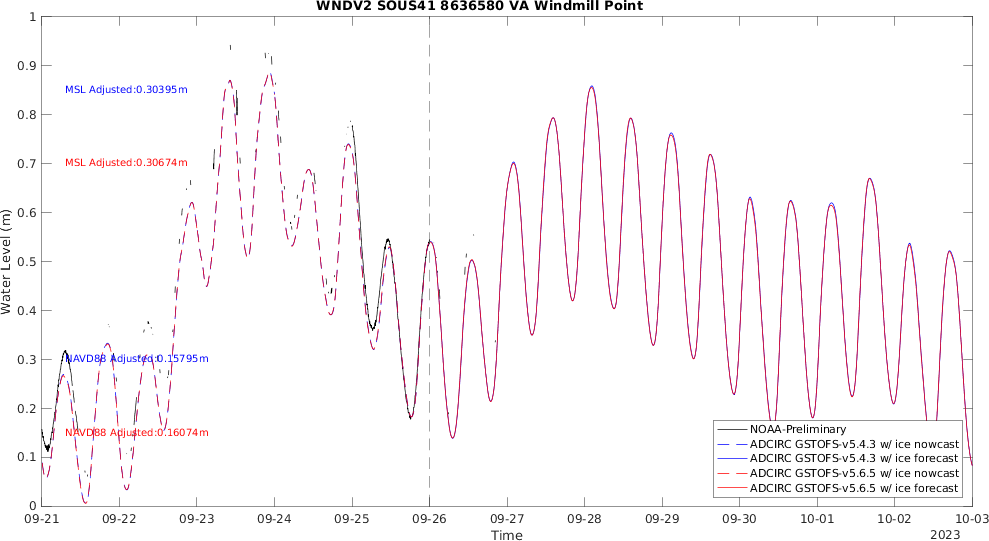 WNDV2 SOUS41 8636580 VA Windmill Point
1
0.9
0.8
0.7
0.6
0.5
0.4
0.3
0.2
0.1
0
Water Level (m)
MSL Adjusted:0.30395m
MSL Adjusted:0.30674m
NAVD88 Adjusted:0.15795m
NAVD88 Adjusted:0.16074m
NOAA-Preliminary
ADCIRC GSTOFS-v5.4.3 w/ ice nowcast
ADCIRC GSTOFS-v5.4.3 w/ ice forecast
ADCIRC GSTOFS-v5.6.5 w/ ice nowcast
ADCIRC GSTOFS-v5.6.5 w/ ice forecast
09-21 09-22 09-23 09-24 09-25 09-26 09-27 09-28 09-29 09-30 10-01 10-02 10-03
Time
2023